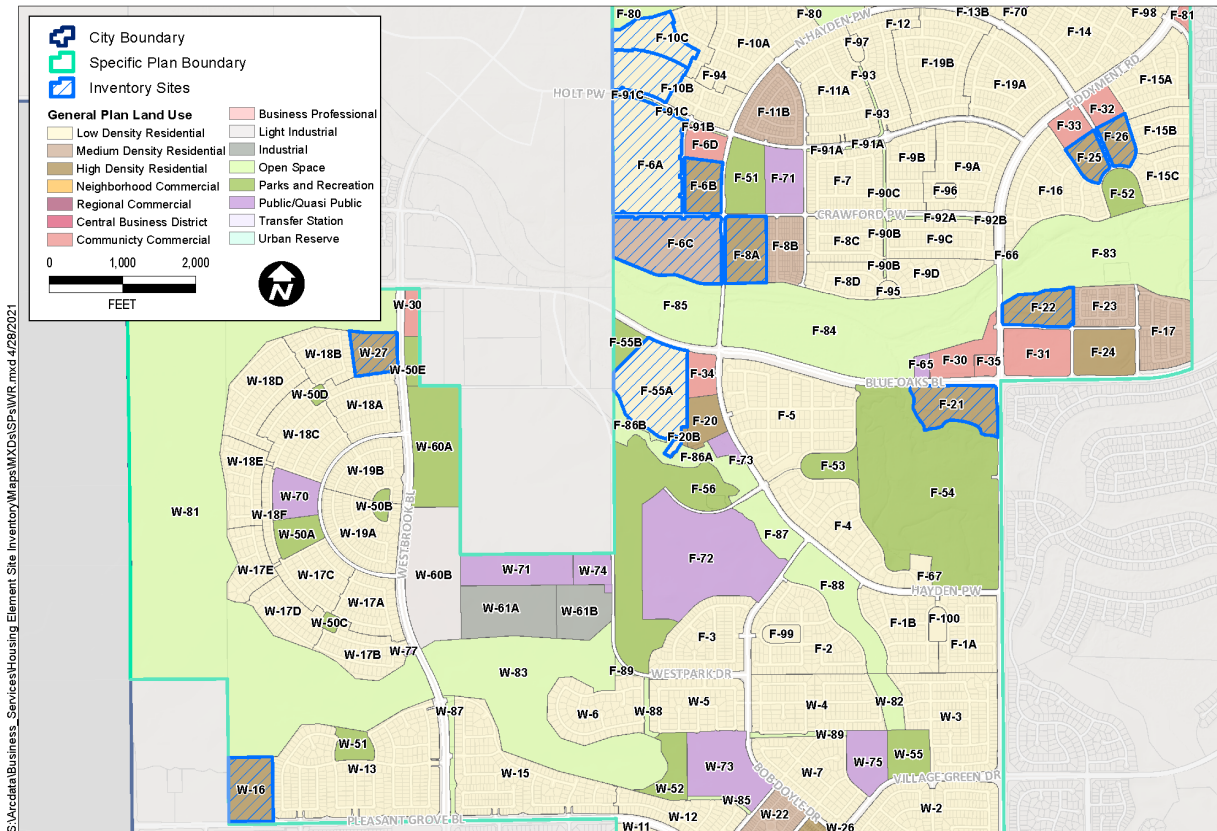 City Boundary
Specific Plan Boundary
Inventory Sites
General Plan Land Use
Low Density Residential
Medium Density Residential
High Density Residential
Neighborhood Commercial
Regional Commercial
Central Business District
Communicty Commercial
Business Professional
Light Industrial
Industrial
Open Space
Parks and Recreation
Public/Quasi Public
Transfer Station
Urban Reserve
0 1,000 2,000
FEET
N
S:\Arcdata\Business_Services\Housing Element Site Inventory\Maps\MXDs\SPs\WR.mxd 4/28/2021
F-80
F-80
F-13B
F-70
F-98
F-81
F-10C
F-10A
N HAYDEN PW
F-12
F-14
F-97
F-94
F-93
F-19B
F-19A
F-15A
FIDDYMENT RD
HOLT PW
F-91C
F-10B
F-11A
F-91C
F-11B
F-93
F-32
F-91B
F-33
F-26
F-15B
F-6D
F-91A
F-91A
F-6A
F-9B
F-9A
F-25
F-51
F-71
F-7
F-15C
F-6B
F-90C
F-96
F-16
F-52
CRAWFORD PW
F-92A
F-92B
F-6C
F-8A
F-8B
F-8C
F-90B
F-9C
F-66
F-83
F-90B
F-9D
F-8D
F-95
F-85
F-22
F-23
F-84
F-17
W-30
F-55B
W-18B
W-27
F-65
F-30
F-35
F-31
F-24
W-50E
F-34
W-18D
BLUE OAKS BL
F-55A
W-50D
W-18A
F-21
F-5
F-20
W-18C
F-86B
F-20B
W-60A
F-86A
F-73
W-18E
W-19B
F-53
W-70
F-56
F-54
W-50B
W-81
W-18F
F-4
W-50A
W-19A
F-87
WESTBROOK BL
F-72
W-17E
W-17C
W-60B
W-71
W-74
F-67
F-88
HAYDEN PW
W-17A
W-17D
W-61A
W-61B
W-50C
F-1B
F-100
F-3
F-99
F-2
F-1A
W-77
W-17B
W-83
F-89
WESTPARK DR
W-5
W-4
W-82
W-87
W-6
W-88
W-3
W-89
W-51
W-73
W-75
W-55
W-13
W-15
W-7
VILLAGE GREEN DR
W-16
W-52
BOB DOYLE DR
W-85
W-2
W-22
W-12
PLEASANT GROVE BL
W-11
W-26